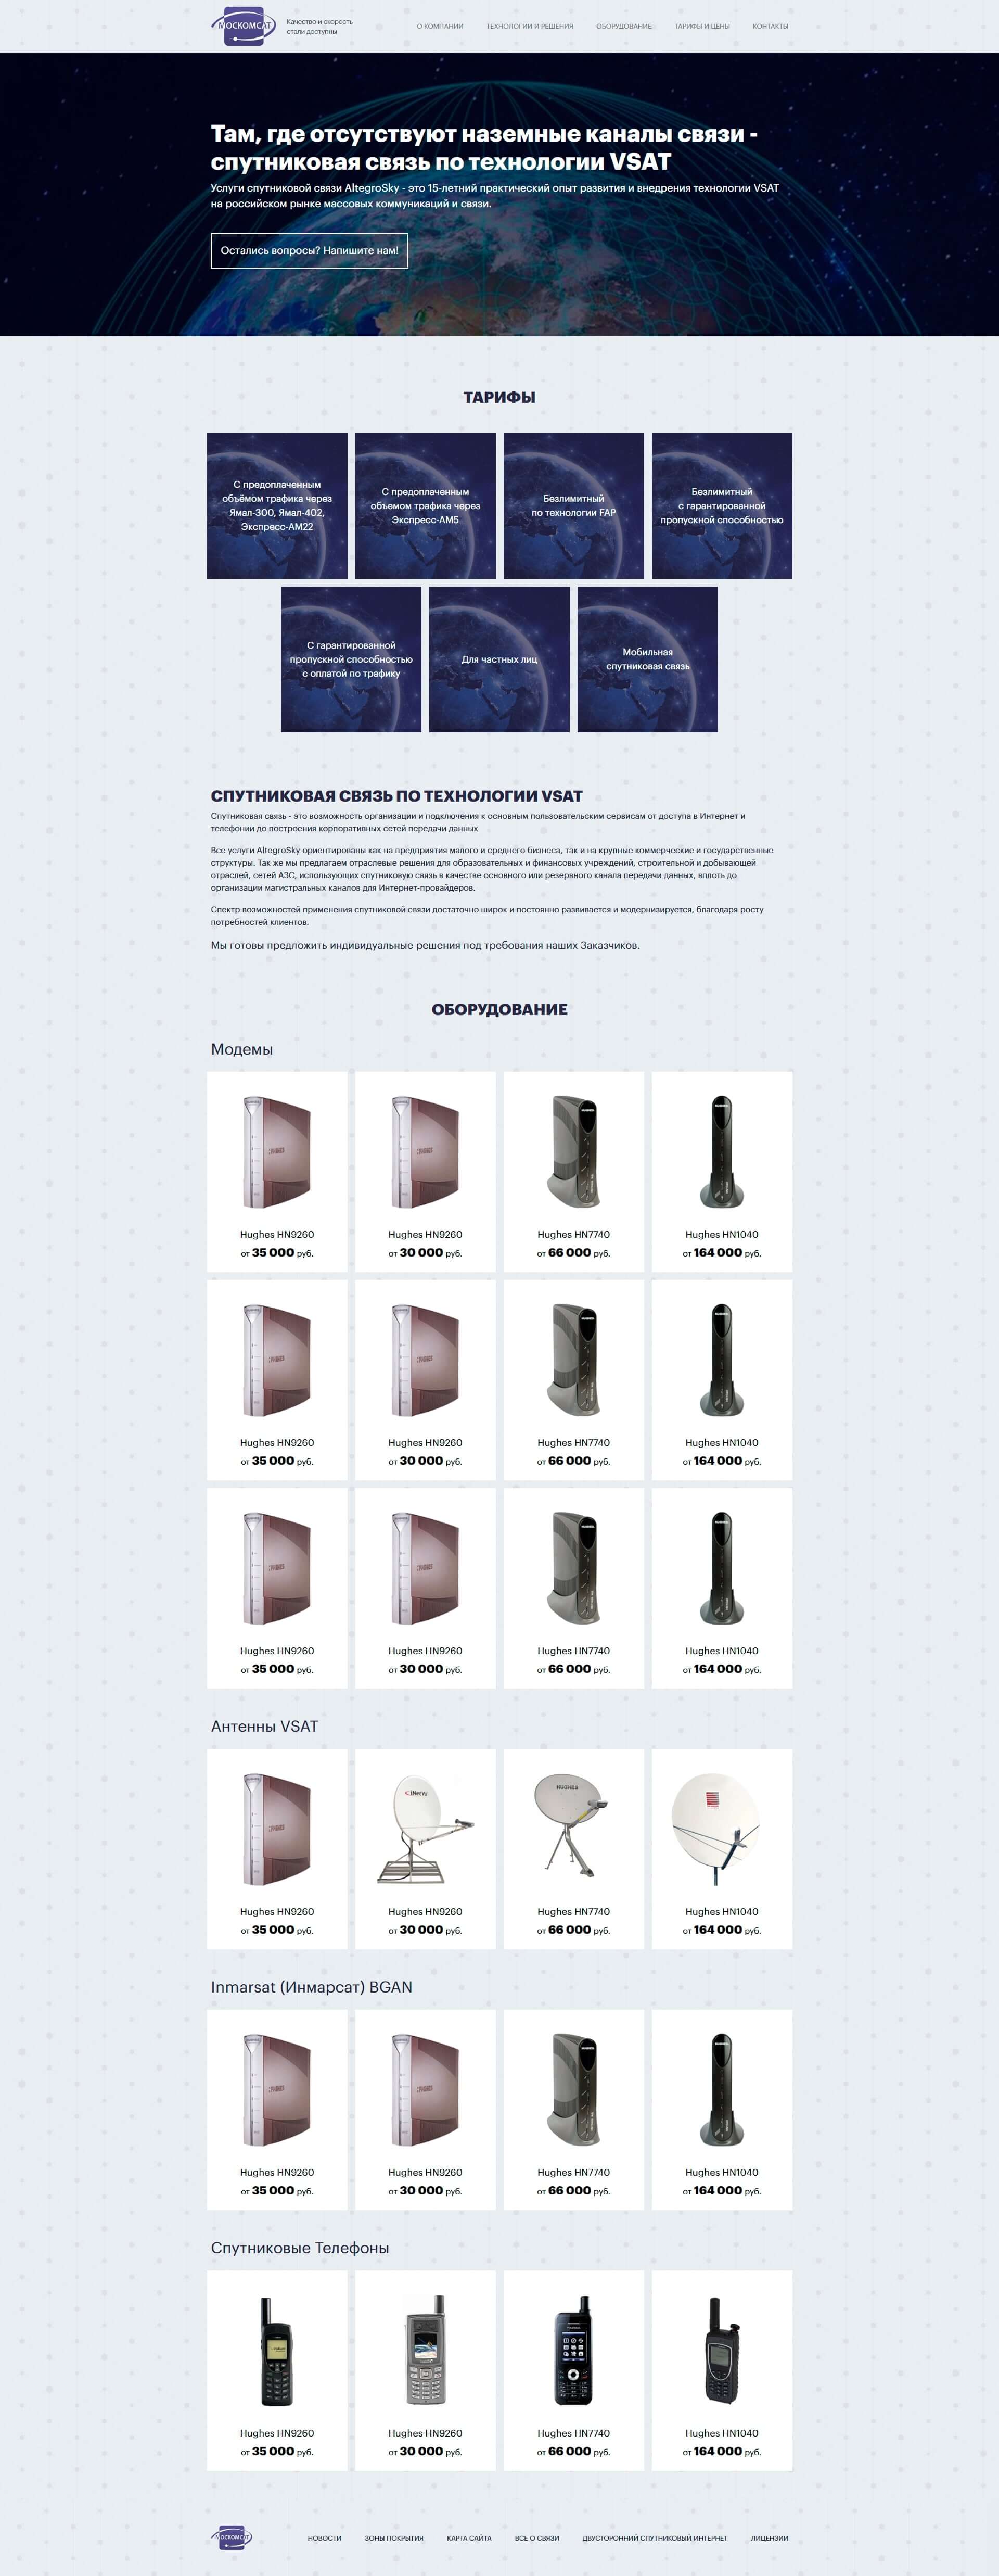 МОСКОМСАТ
Качество и скорость
стали доступны
О КОМПАНИИ
ТЕХНОЛОГИИ И РЕШЕНИЯ
ОБОРУДОВАНИЕ
ТАРИФЫ И ЦЕНЫ
КОНТАКТЫ
Там, где отсутствуют наземные каналы связи -
спутниковая связь по технологии VSAT
Услуги спутниковой связи AltegroSky - это 15-летний практический опыт развития и внедрения технологии VSAT
на российском рынке массовых коммуникаций и связи.
Остались вопросы? Напишите нам!
ТАРИФЫ
С предоплаченным
объёмом трафика через
Ямал-300, Ямал-402,
Экспресс-АМ22
С предоплаченным
объемом трафика через
Экспресс-АМ5
Безлимитный
по технологии FAP
Безлимитный
с гарантированной
пропускной способностью
С гарантированной
пропускной способностью
с оплатой по трафику
Для частных лиц
Мобильная
спутниковая связь
СПУТНИКОВАЯ СВЯЗЬ ПО ТЕХНОЛОГИИ VSAT
Спутниковая связь - это возможность организации и подключения к основным пользовательским сервисам от доступа в Интернет и
телефонии до построения корпоративных сетей передачи данных
Все услуги AltegroSky ориентированы как на предприятия малого и среднего бизнеса, так и на крупные коммерческие и государственные
структуры. Так же мы предлагаем отраслевые решения для образовательных и финансовых учреждений, строительной и добывающей
отраслей, сетей АЗС, использующих спутниковую связь в качестве основного или резервного канала передачи данных, вплоть до
организации магистральных каналов для Интернет-провайдеров.
Спектр возможностей применения спутниковой связи достаточно широк и постоянно развивается и модернизируется, благодаря росту
потребностей клиентов.
Мы готовы предложить индивидуальные решения под требования наших Заказчиков.
ОБОРУДОВАНИЕ
Модемы
Hughes HN9260
от 35 000 руб.
Hughes HN9260
от 30 000 руб.
HUGHES
Hughes HN7740
от 66 000 руб.
HUGHES
Hughes HN1040
от 164 000 руб.
Hughes HN9260
от 35 000 руб.
Hughes HN9260
от 30 000 руб.
HUGHES
Hughes HN7740
от 66 000 руб.
HUGHES
Hughes HN1040
от 164 000 руб.
Hughes HN9260
от 35 000 руб.
Hughes HN9260
от 30 000 руб.
HUGHES
Hughes HN7740
от 66 000 руб.
HUGHES
Hughes HN1040
от 164 000 руб.
Антенны VSAT
Hughes HN9260
от 35 000 руб.
Hughes HN9260
от 30 000 руб.
HUGHES
Hughes HN7740
от 66 000 руб.
Hughes HN1040
от 164 000 руб.
Inmarsat (Инмарсат) BGAN
Hughes HN9260
от 35 000 руб.
Hughes HN9260
от 30 000 руб.
HUGHES
Hughes HN7740
от 66 000 руб.
HUGHES
Hughes HN1040
от 164 000 руб.
Спутниковые Телефоны
Hughes HN9260
от 35 000 руб.
Hughes HN9260
от 30 000 руб.
Hughes HN7740
от 66 000 руб.
Hughes HN1040
от 164 000 руб.
МОСКОМСАТ
НОВОСТИ
ЗОНЫ ПОКРЫТИЯ
КАРТА САЙТА
ВСЕ О СВЯЗИ
ДВУСТОРОННИЙ СПУТНИКОВЫЙ ИНТЕРНЕТ
ЛИЦЕНЗИИ